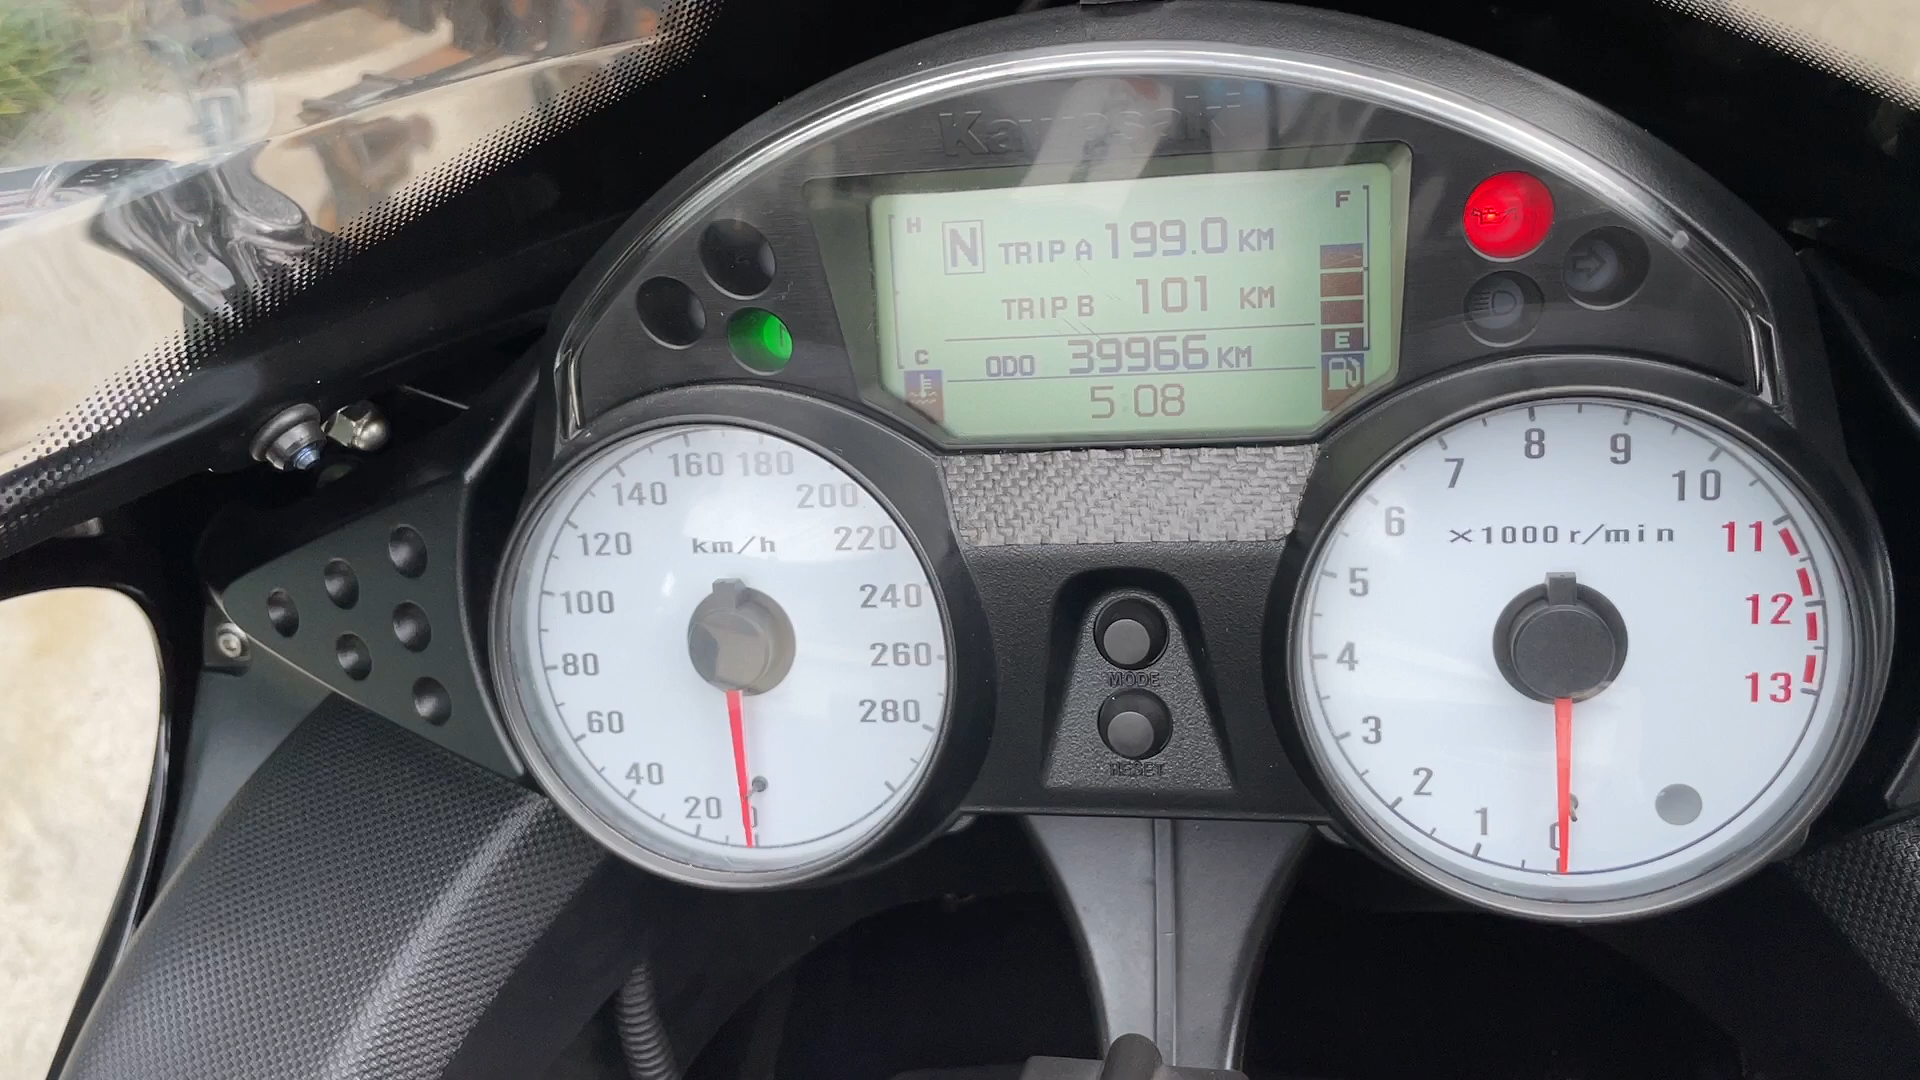 Kawasaki
H
F
N TRIP A 199.0 KM
TRIP B 101 KM
E
C
ODO 39966 KM
5:08
160 180
140 200
120 km/h 220
100 240
80 260
60 280
40
20
0
MODE
RESET
8 9
7 10
6 ×1000 r/min 11
5 12
4 13
3
2
1
0